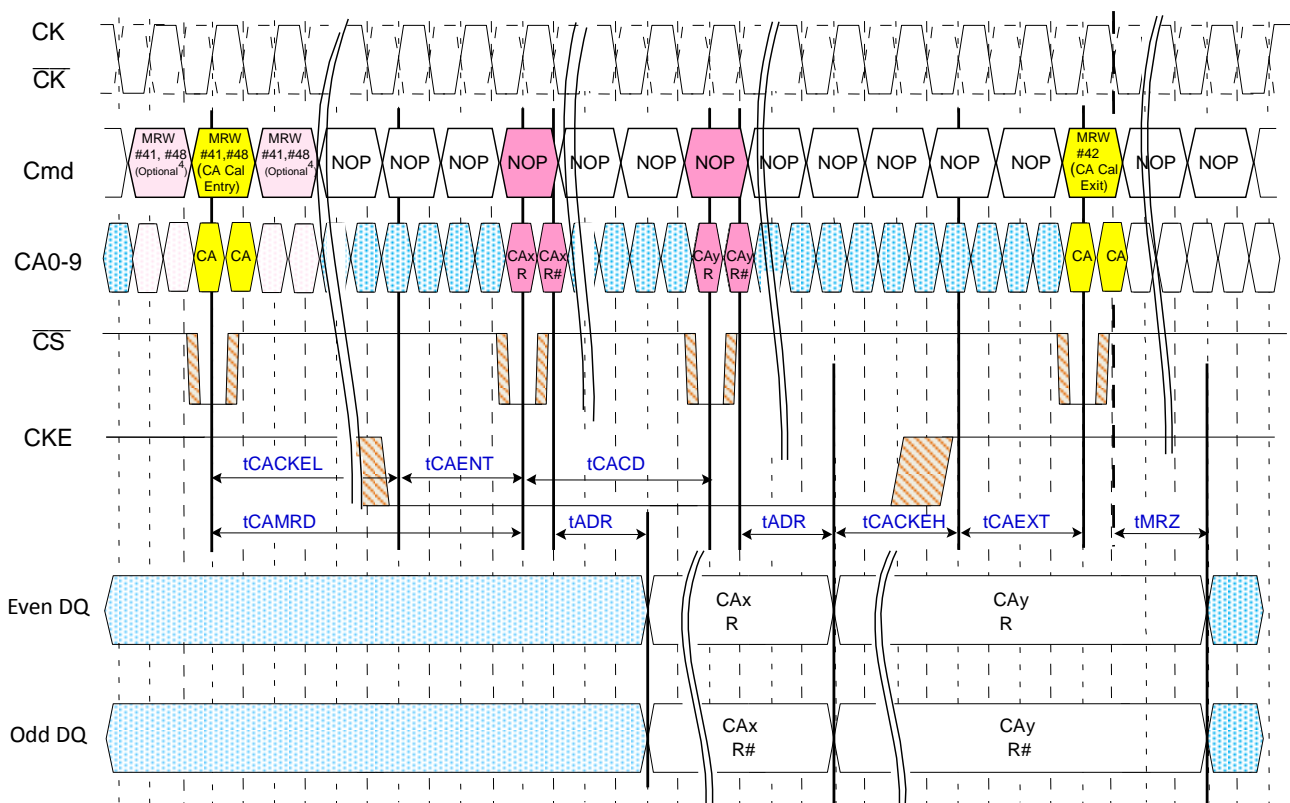 CK
CK
Cmd
MRW
#41, #48
(Optional4)
MRW
#41,#48
(CA Cal
Entry)
MRW
#41,#48
(Optional4)
NOP
NOP
NOP
NOP
NOP
NOP
NOP
NOP
NOP
NOP
NOP
NOP
MRW
#42
(CA Cal
Exit)
NOP
NOP
CA0-9
CA
CA
CAx
R
CAx
R#
CAy
R
CAy
R#
CA
CA
CS
CKE
tCACKEL
tCAENT
tCACD
tCAMRD
tADR
tADR
tCACKEH
tCAEXT
tMRZ
Even DQ
CAx
R
CAy
R
Odd DQ
CAx
R#
CAy
R#